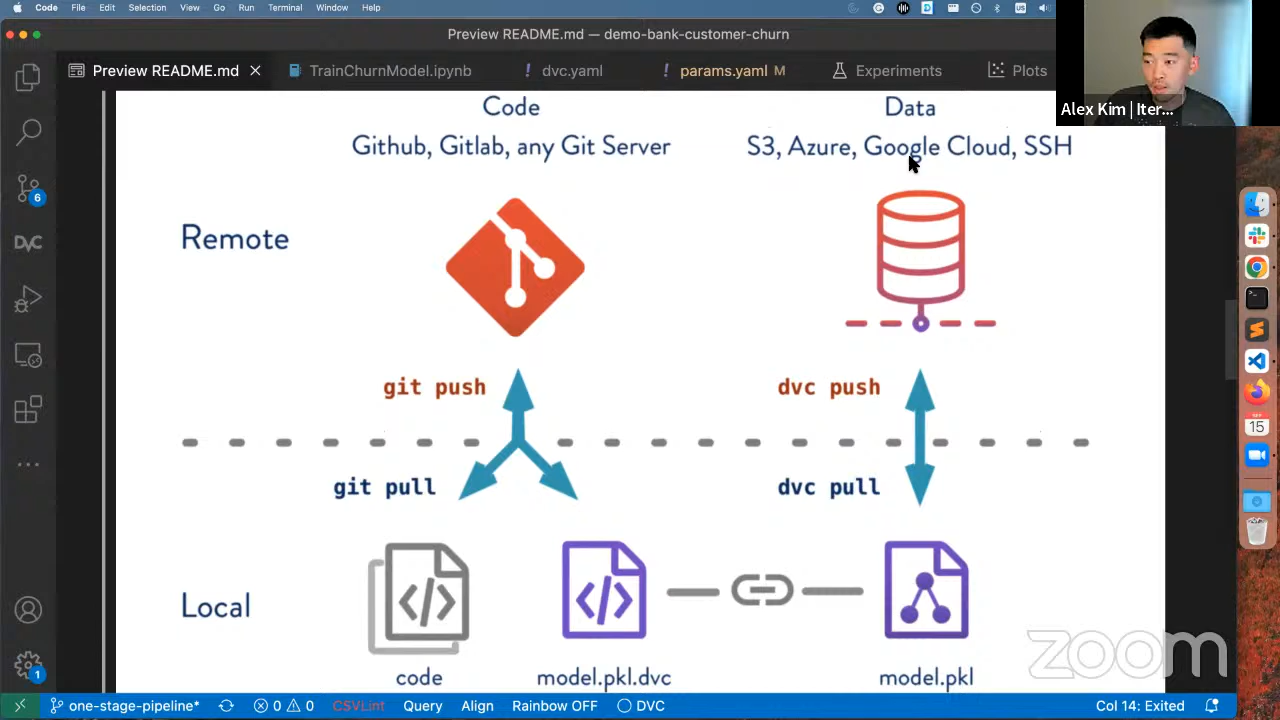 Code File Edit Selection View Go Run Terminal Window Help
Preview README.md — demo-bank-customer-churn
Preview README.md TrainChurnModel.ipynb ! dvc.yaml ! params.yaml M Experiments Plots
Alex Kim | Iter...
Code
Data
Github, Gitlab, any Git Server
S3, Azure, Google Cloud, SSH
Remote
git push
dvc push
git pull
dvc pull
Local
code
model.pkl.dvc
model.pkl
6
DVC
1
15
zoom
one-stage-pipeline* 0 0 CSVLint Query Align Rainbow OFF DVC Col 14: Exited